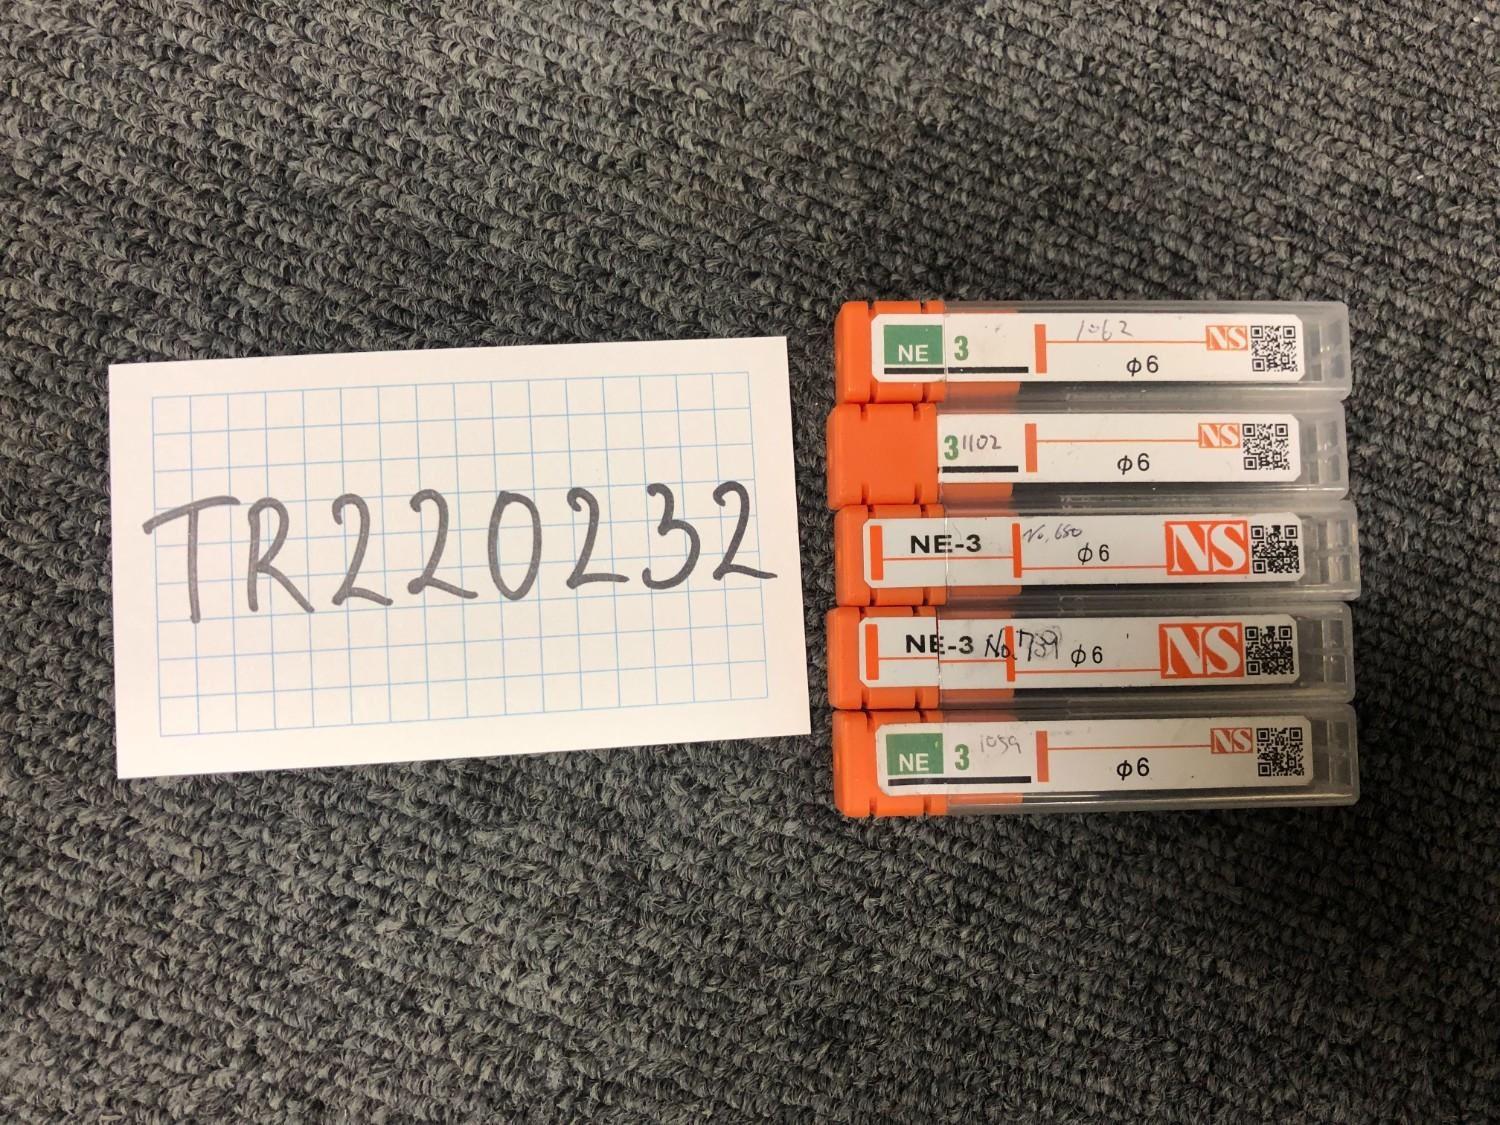 TR220232
NE 3 1062 NS
φ6
3 1102 NS
φ6
NE-3 No.680 φ6 NS
NE-3 No.739 φ6 NS
NE 3 1059 NS
φ6